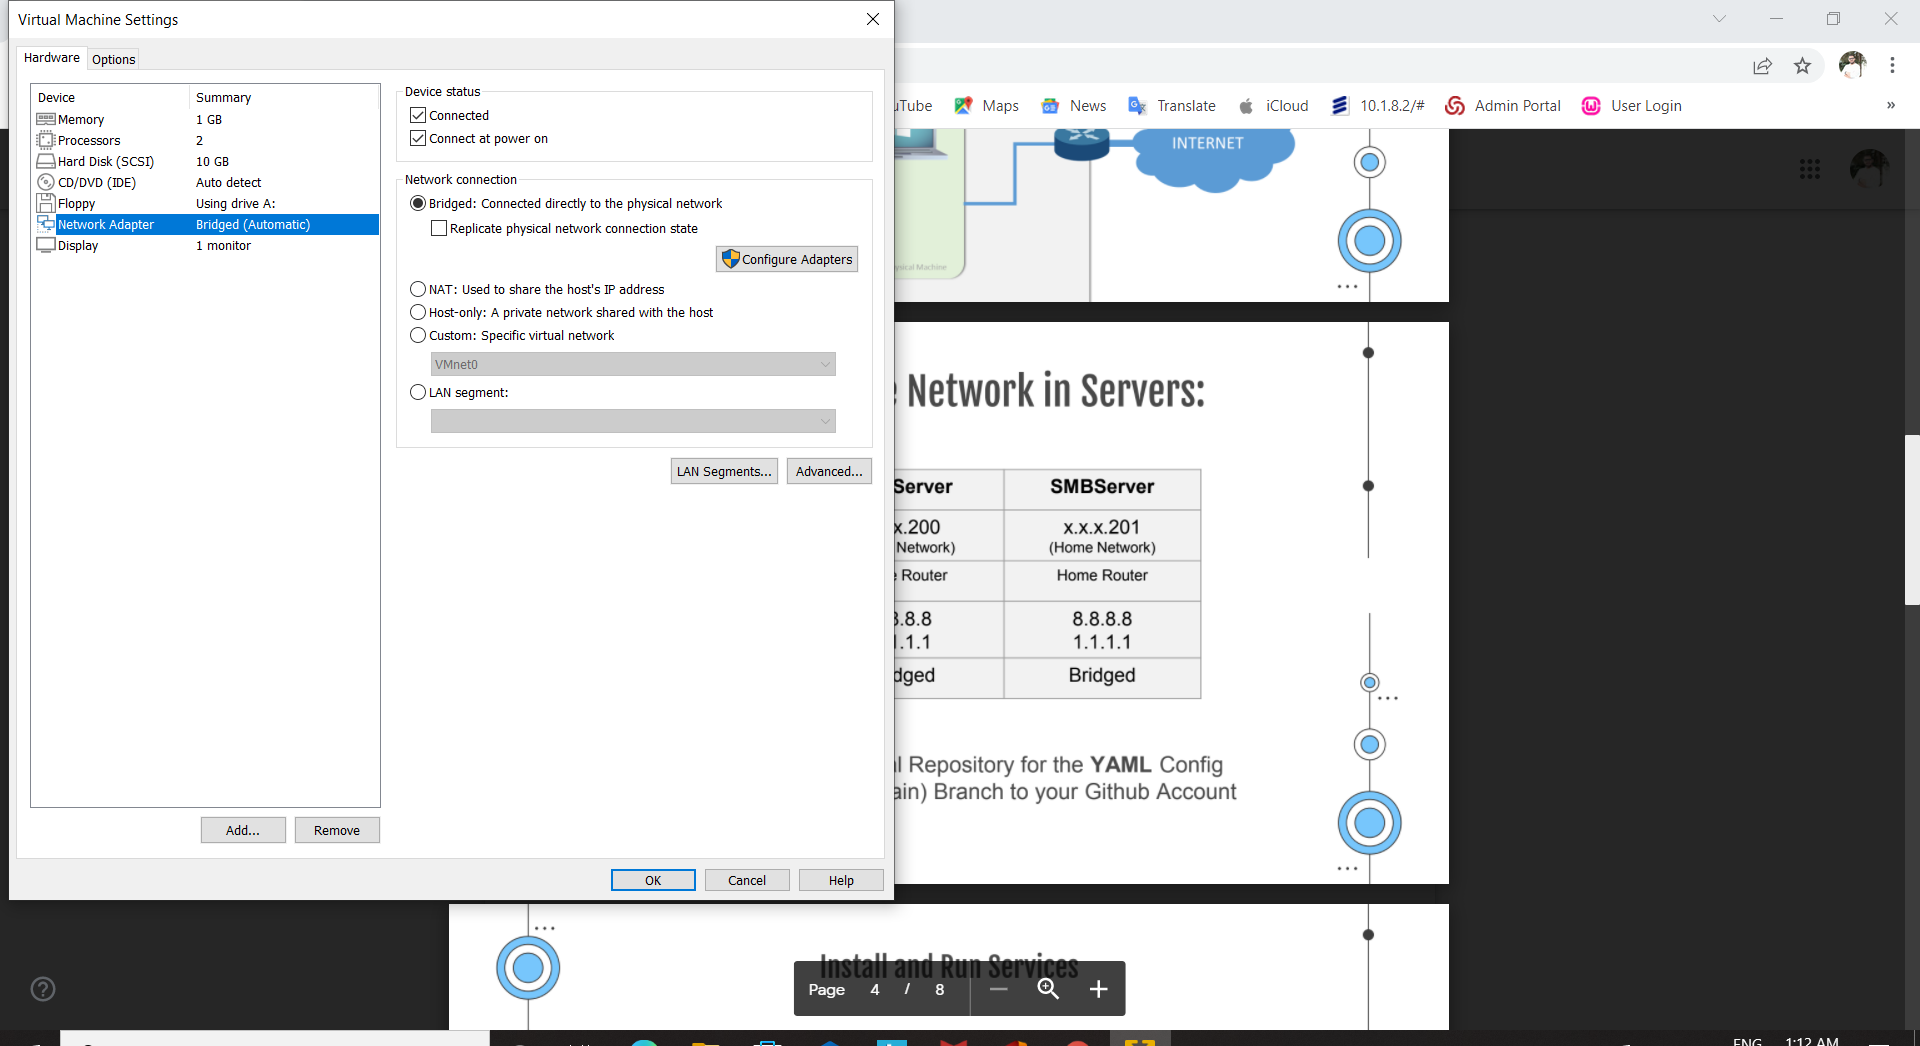 Virtual Machine Settings
Hardware
Options
Device Summary
Memory 1 GB
Processors 2
Hard Disk (SCSI) 10 GB
CD/DVD (IDE) Auto detect
Floppy Using drive A:
Network Adapter Bridged (Automatic)
Display 1 monitor
Add...
Remove
Device status
Connected
Connect at power on
Network connection
Bridged: Connected directly to the physical network
Replicate physical network connection state
Configure Adapters
NAT: Used to share the host's IP address
Host-only: A private network shared with the host
Custom: Specific virtual network
VMnet0
LAN segment:
LAN Segments...
Advanced...
OK
Cancel
Help
uTube
Maps
News
Translate
iCloud
10.1.8.2/#
Admin Portal
User Login
»
INTERNET
ysical Machine
Network in Servers:
Server SMBServer
x.200 x.x.x.201
Network) (Home Network)
Router Home Router
.8.8 8.8.8.8
.1.1 1.1.1.1
dged Bridged
l Repository for the YAML Config
ain) Branch to your Github Account
Install and Run Services
Page 4 / 8
ENG
1:12 AM